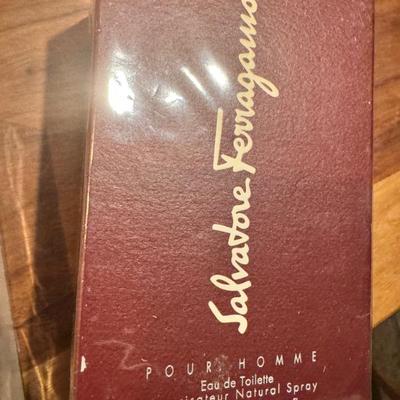 Salvatore Ferragamo
POUR HOMME
Eau de Toilette
Natural Spray